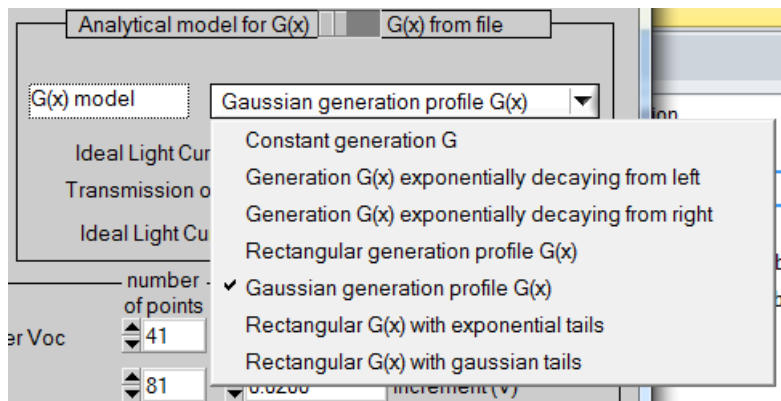 Analytical model for G(x) G(x) from file
G(x) model Gaussian generation profile G(x)
Ideal Light Cur
Transmission o
Ideal Light Cu
Constant generation G
Generation G(x) exponentially decaying from left
Generation G(x) exponentially decaying from right
Rectangular generation profile G(x)
Gaussian generation profile G(x)
Rectangular G(x) with exponential tails
Rectangular G(x) with gaussian tails
number
of points
er Voc 41
81 increment (V)